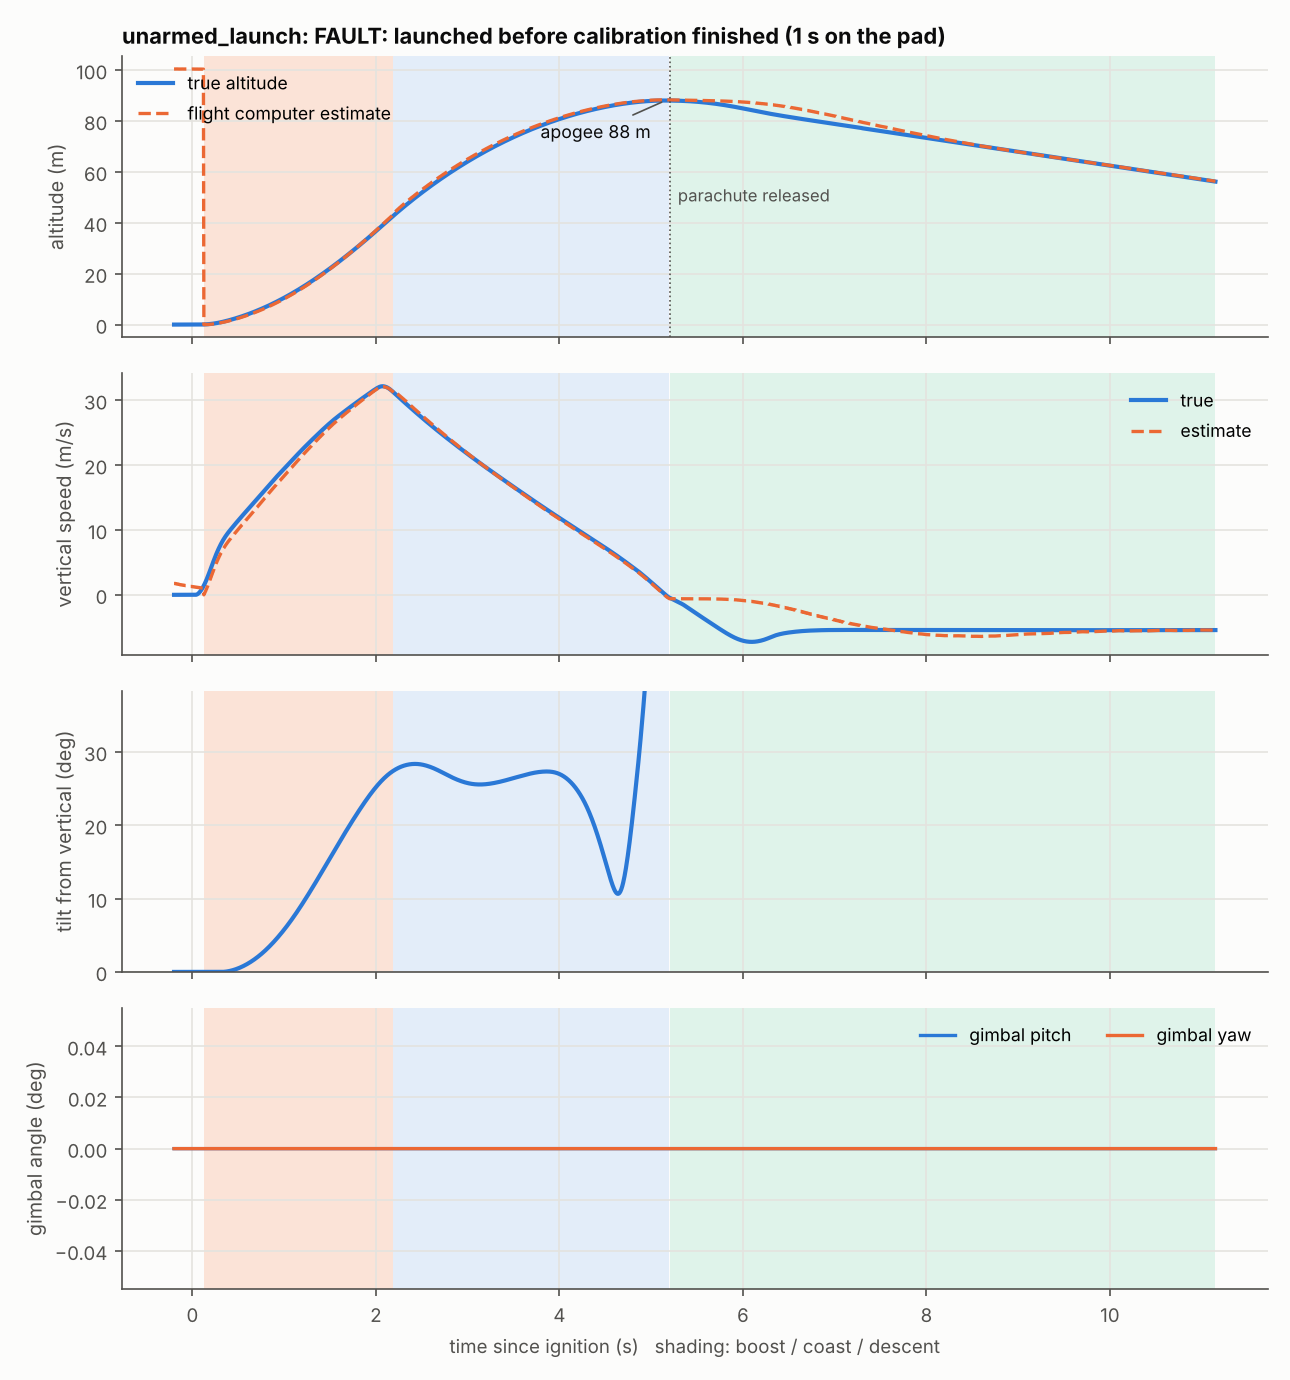 unarmed_launch: FAULT: launched before calibration finished (1 s on the pad)
altitude (m)
100
80
60
40
20
0
true altitude
flight computer estimate
apogee 88 m
parachute released
vertical speed (m/s)
30
20
10
0
true
estimate
tilt from vertical (deg)
30
20
10
0
gimbal angle (deg)
0.04
0.02
0.00
−0.02
−0.04
gimbal pitch gimbal yaw
0 2 4 6 8 10
time since ignition (s) shading: boost / coast / descent